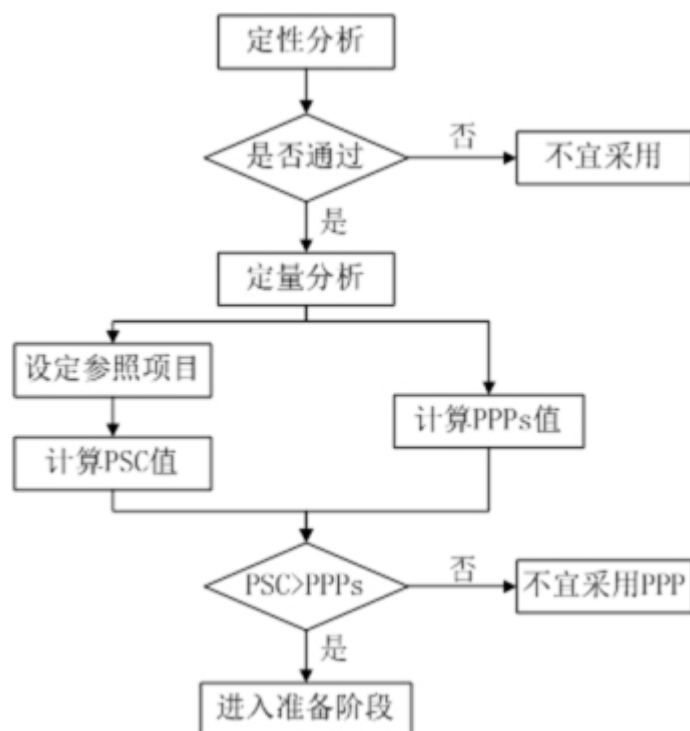 定性分析
是否通过
否
不宜采用
是
定量分析
设定参照项目
计算PPPs值
计算PSC值
PSC>PPPs
否
不宜采用PPP
是
进入准备阶段